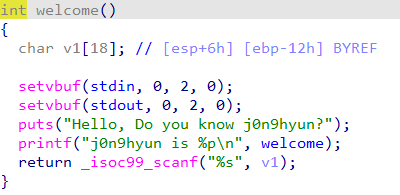 int welcome()
{
char v1[18]; // [esp+6h] [ebp-12h] BYREF
setvbuf(stdin, 0, 2, 0);
setvbuf(stdout, 0, 2, 0);
puts("Hello, Do you know j0n9hyun?");
printf("j0n9hyun is %p\n", welcome);
return _isoc99_scanf("%s", v1);
}